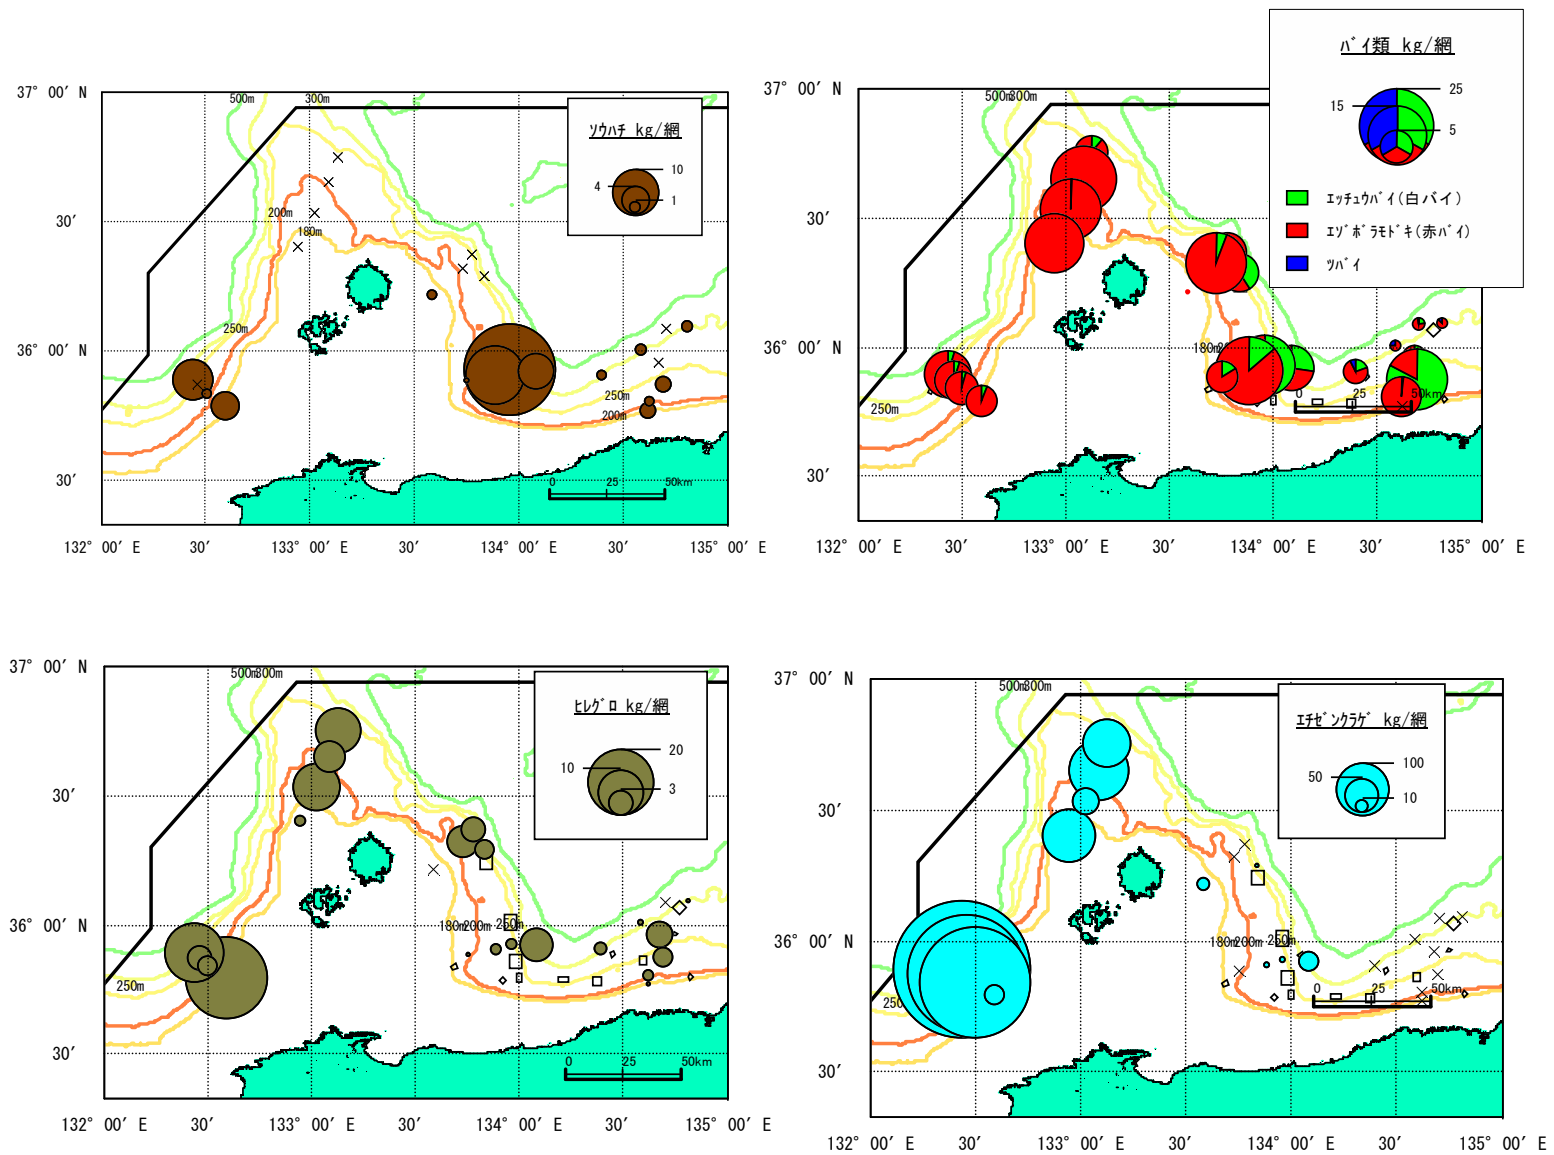 37° 00′ N
30′
36° 00′ N
30′
132° 00′ E
30′
133° 00′ E
30′
134° 00′ E
30′
135° 00′ E
500m
300m
200m
180m
250m
250m
200m
0
25
50km
ｿｳﾊﾁ kg/網
10
4
1
37° 00′ N
30′
36° 00′ N
30′
132° 00′ E
30′
133° 00′ E
30′
134° 00′ E
30′
135° 00′ E
500m
300m
180m
250m
0
25
50km
ﾊﾞｲ類 kg/網
25
15
5
ｴｯﾁｭｳﾊﾞｲ(白バイ)
ｴｿﾞﾎﾞﾗﾓﾄﾞｷ(赤ﾊﾞｲ)
ﾂﾊﾞｲ
37° 00′ N
30′
36° 00′ N
30′
132° 00′ E
30′
133° 00′ E
30′
134° 00′ E
30′
135° 00′ E
500m
300m
180m
200m
250m
250m
0
25
50km
ﾋﾚｸﾞﾛ kg/網
20
10
3
37° 00′ N
30′
36° 00′ N
30′
132° 00′ E
30′
133° 00′ E
30′
134° 00′ E
30′
135° 00′ E
500m
300m
180m
200m
250m
0
25
50km
ｴﾁｾﾞﾝｸﾗｹﾞ kg/網
100
50
10